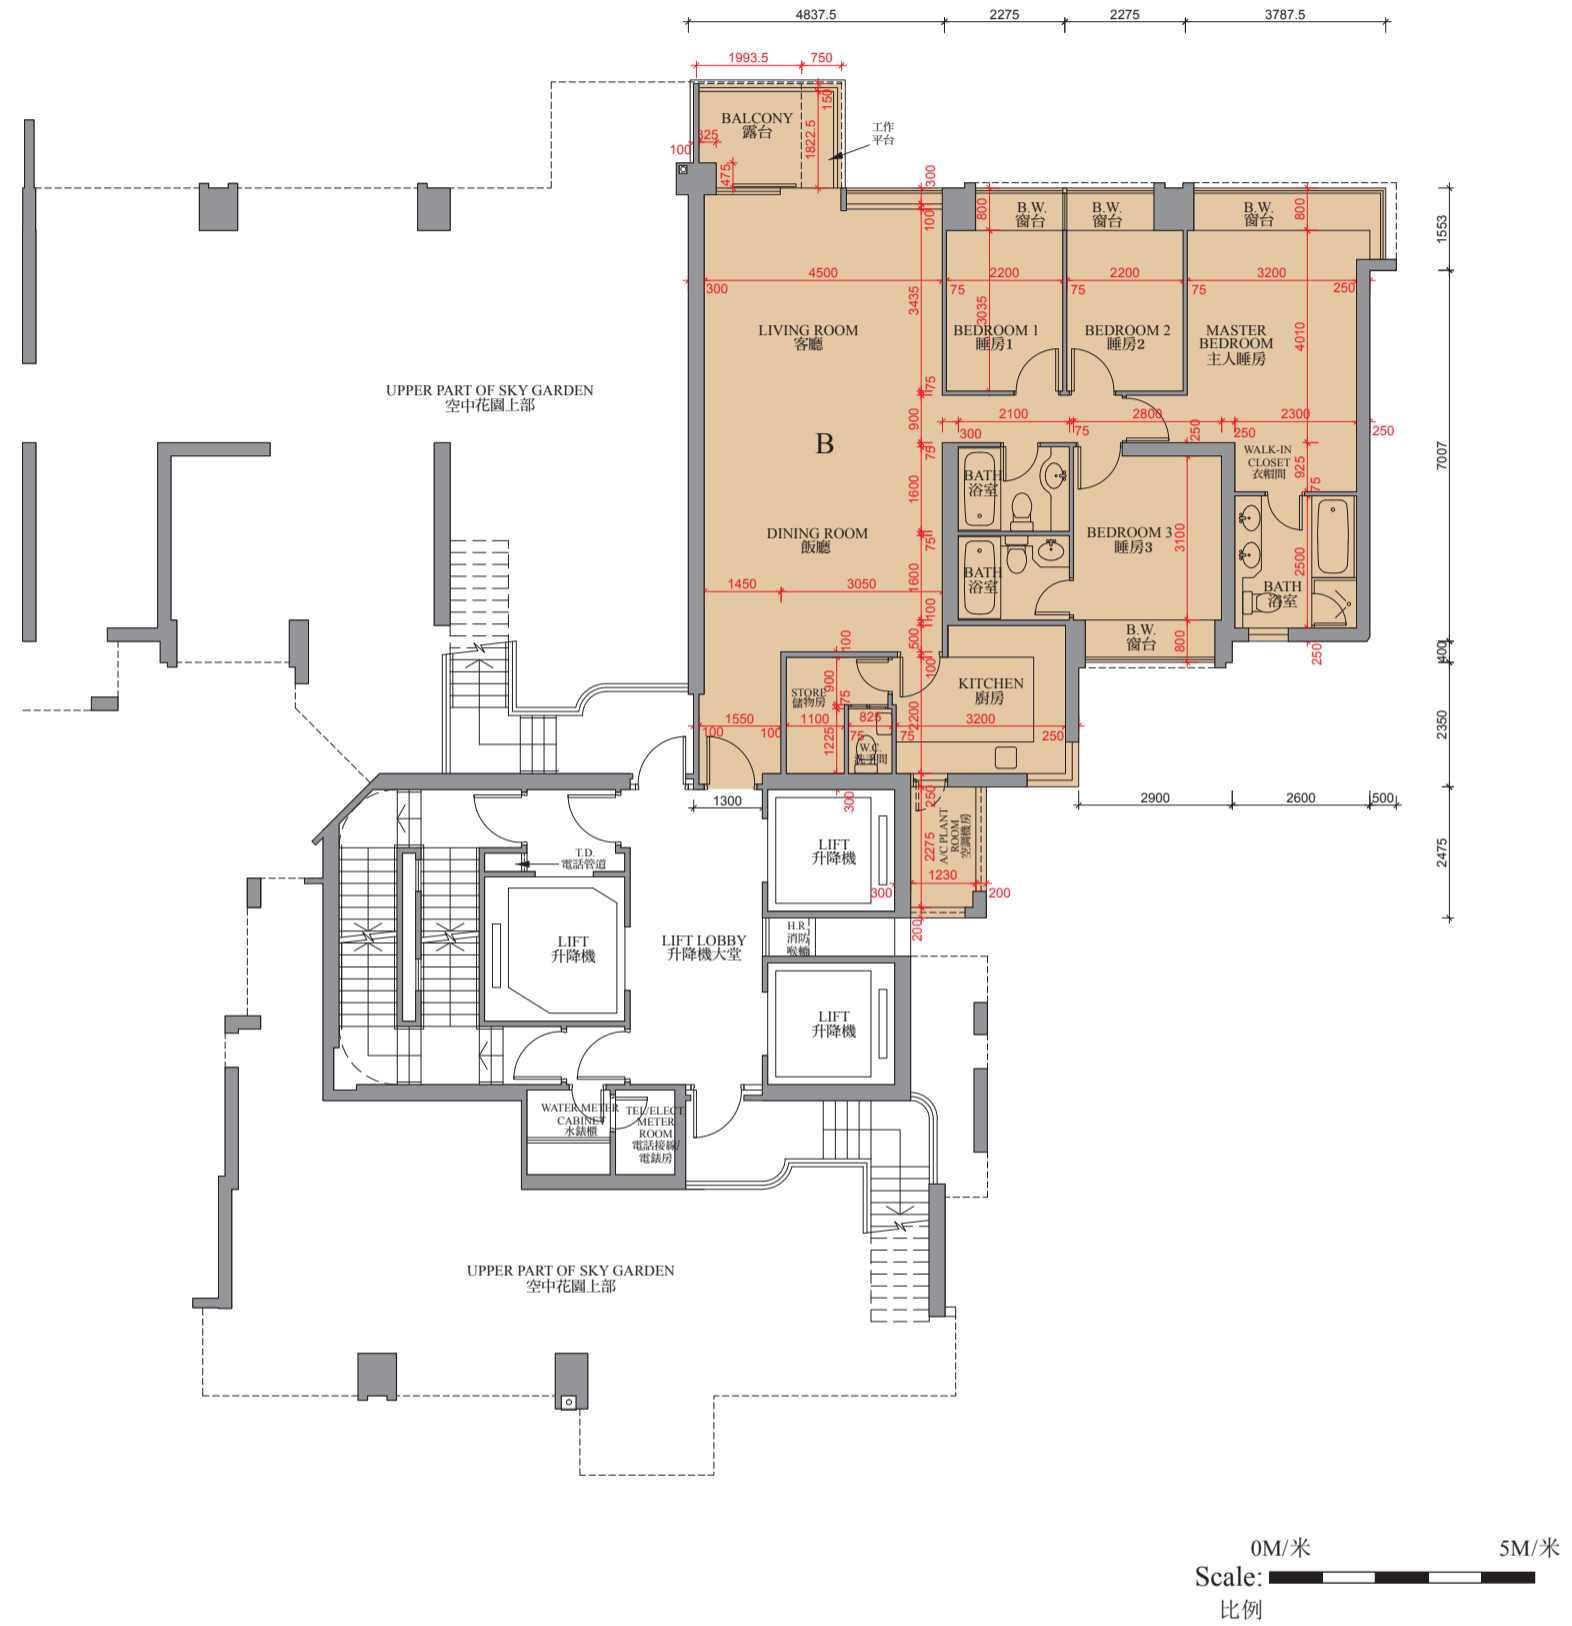 4837.5
2275
2275
3787.5
1993.5
750
150
BALCONY
露台
1822.5
工作
平台
325
100
475
300
800
B.W.
窗台
B.W.
窗台
B.W.
窗台
800
1553
100
4500
2200
2200
3200
300
75
75
75
250
3435
3035
LIVING ROOM
客廳
BEDROOM 1
睡房1
BEDROOM 2
睡房2
MASTER
BEDROOM
主人睡房
4010
UPPER PART OF SKY GARDEN
空中花園上部
75
900
2100
2800
2300
300
75
250
250
250
B
75
7007
BATH
浴室
WALK-IN
CLOSET
衣帽間
925
75
1600
DINING ROOM
飯廳
75
BEDROOM 3
睡房3
3100
2500
BATH
浴室
BATH
浴室
1450
3050
1600
100
500
B.W.
窗台
800
250
400
100
100
STORE
儲物房
900
75
KITCHEN
廚房
2200
1550
1100
825
3200
100
100
1225
75
75
250
W.C.
洗手間
2350
1300
300
250
2900
2600
500
A/C PLANT
ROOM
空調機房
2275
2475
LIFT
升降機
T.D.
電話管道
300
1230
200
200
H.R.
消防
喉轆
LIFT
升降機
LIFT LOBBY
升降機大堂
LIFT
升降機
WATER METER
CABINET
水錶櫃
TEL/ELECT.
METER
ROOM
電話接線/
電錶房
UPPER PART OF SKY GARDEN
空中花園上部
0M/米
5M/米
Scale:
比例